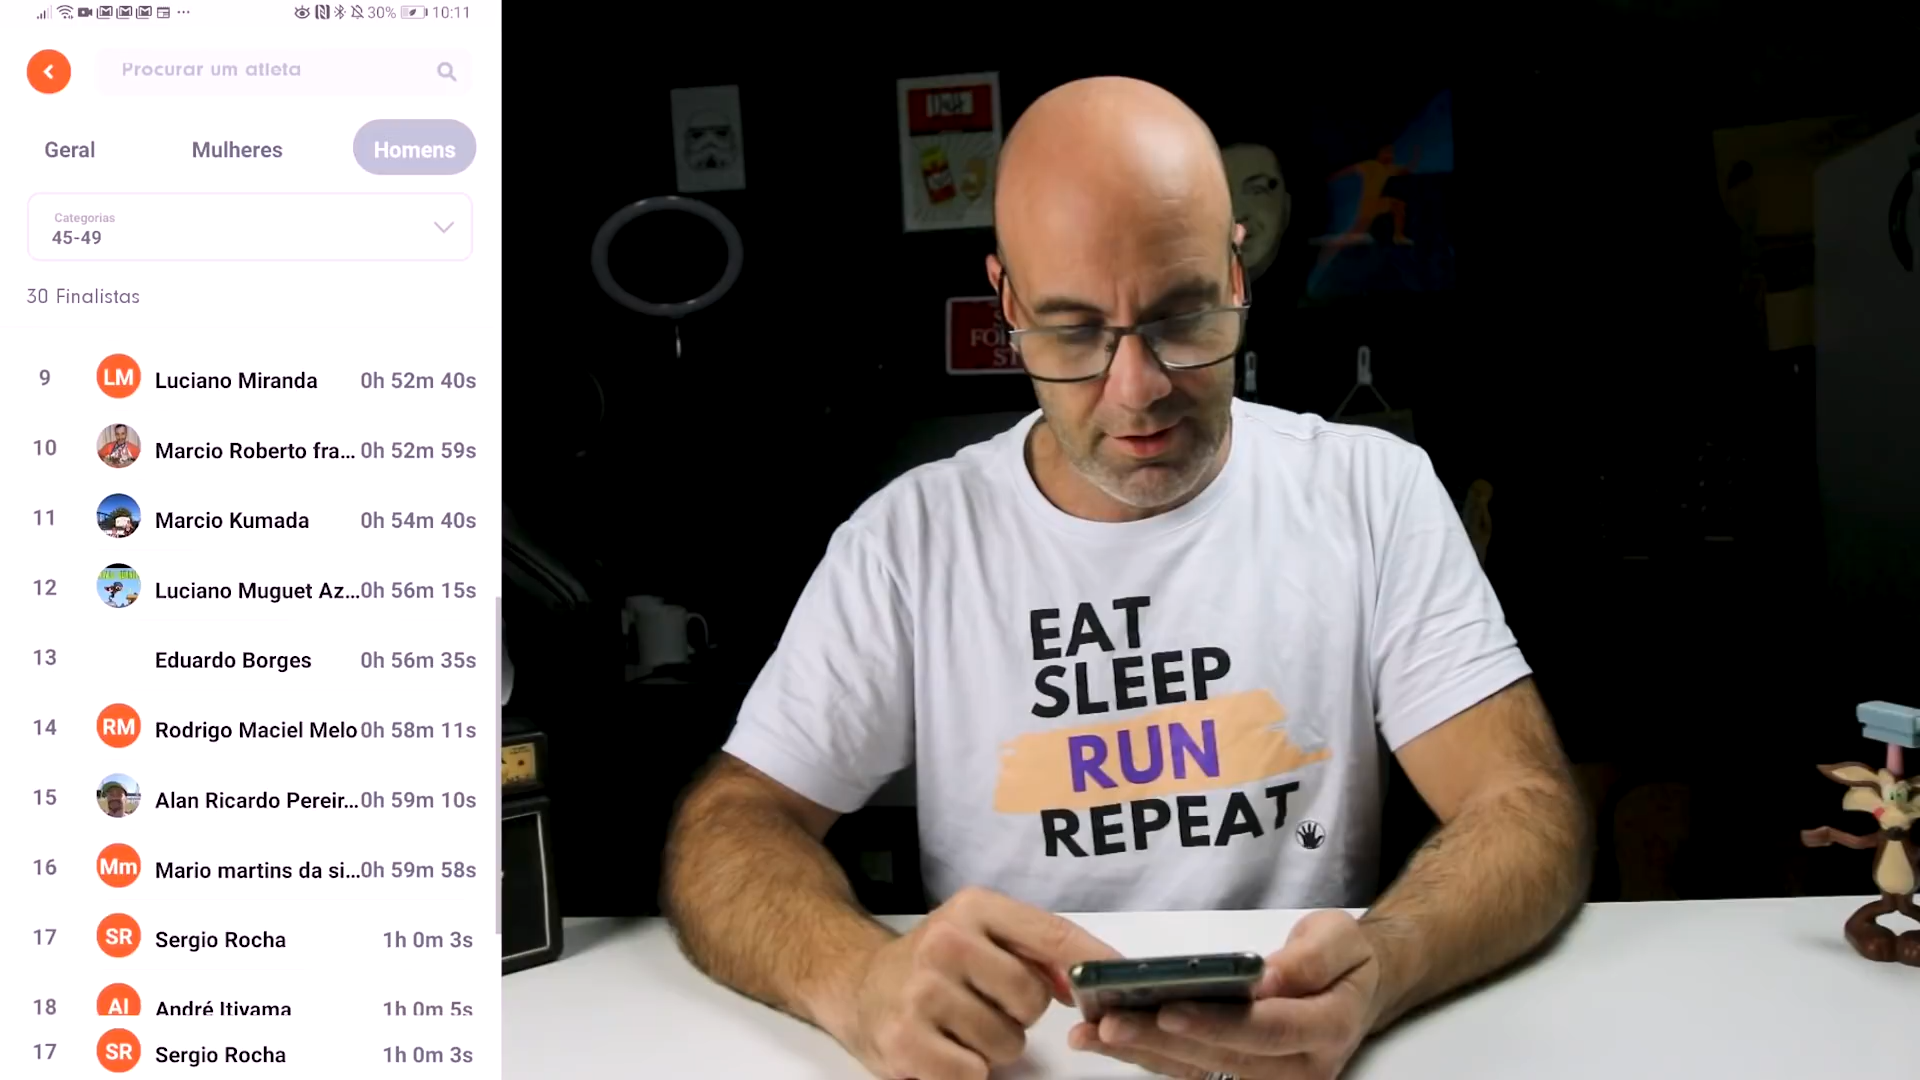 30% 10:11
Procurar um atleta
Geral Mulheres Homens
Categorias
45-49
30 Finalistas
9 LM Luciano Miranda 0h 52m 40s
10 Marcio Roberto fra... 0h 52m 59s
11 Marcio Kumada 0h 54m 40s
12 Luciano Muguet Az... 0h 56m 15s
13 Eduardo Borges 0h 56m 35s
14 RM Rodrigo Maciel Melo 0h 58m 11s
15 Alan Ricardo Pereir... 0h 59m 10s
16 Mm Mario martins da si... 0h 59m 58s
17 SR Sergio Rocha 1h 0m 3s
18 AI André Itiyama 1h 0m 5s
17 SR Sergio Rocha 1h 0m 3s
Duff
EAT
SLEEP
RUN
REPEAT